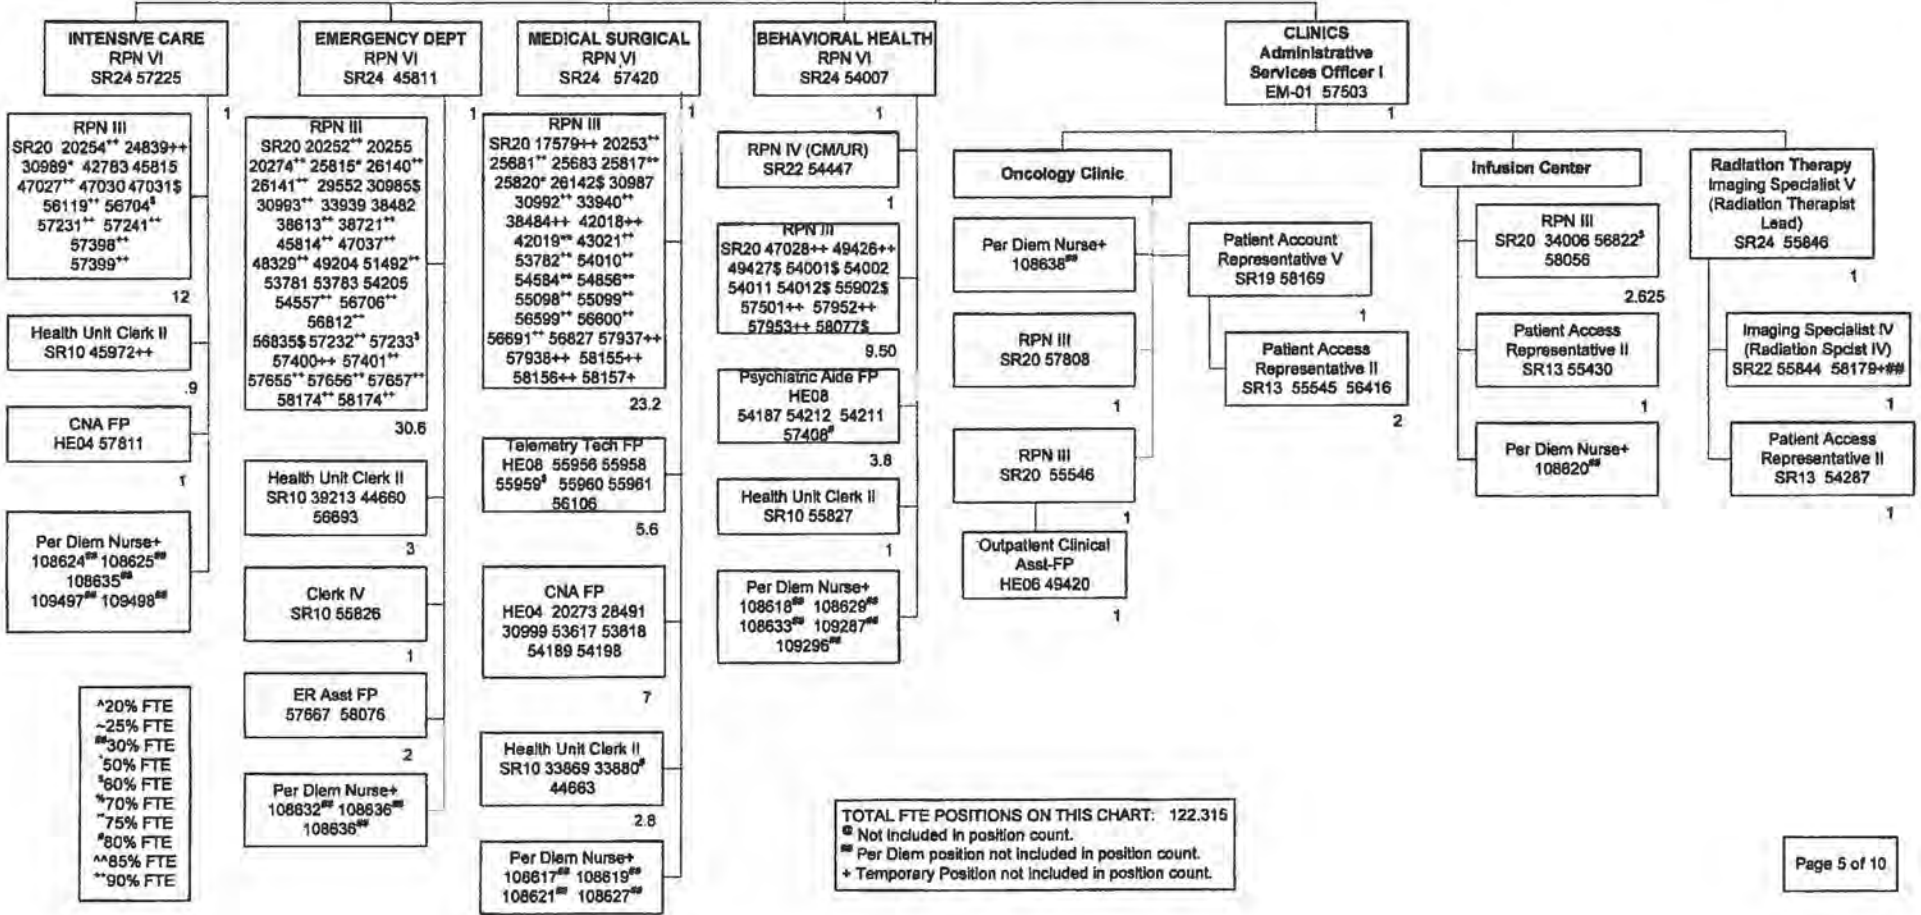 INTENSIVE CARE
RPN VI
SR24 57225
1
RPN III
SR20 20254⁺⁺ 24839++
30989* 42783 45815
47027⁺⁺ 47030 47031$
56119⁺⁺ 56704$
57231⁺⁺ 57241⁺⁺
57398⁺⁺
57399⁺⁺
12
Health Unit Clerk II
SR10 45972++
.9
CNA FP
HE04 57811
1
Per Diem Nurse+
108624## 108625##
108635##
109497## 109498##
^20% FTE
~25% FTE
##30% FTE
*50% FTE
$60% FTE
%70% FTE
75% FTE
#80% FTE
^^85% FTE
⁺⁺90% FTE
EMERGENCY DEPT
RPN VI
SR24 45811
1
RPN III
SR20 20252⁺⁺ 20255
20274⁺⁺ 25815* 26140⁺⁺
26141⁺⁺ 29552 30985$
30993⁺⁺ 33939 38482
38613⁺⁺ 38721⁺⁺
45814⁺⁺ 47037⁺⁺
48329⁺⁺ 49204 51492⁺⁺
53781 53783 54205
54557⁺⁺ 56706⁺⁺
56812⁺⁺
56835$ 57232⁺⁺ 57233$
57400++ 57401⁺⁺
57655⁺⁺ 57656⁺⁺ 57657⁺⁺
58174⁺⁺ 58174⁺⁺
30.6
Health Unit Clerk II
SR10 39213 44660
56693
3
Clerk IV
SR10 55826
1
ER Asst FP
57667 58076
2
Per Diem Nurse+
108632## 108636##
108636##
MEDICAL SURGICAL
RPN VI
SR24 57420
1
RPN III
SR20 17579++ 20253⁺⁺
25681⁺⁺ 25683 25817⁺⁺
25820* 26142$ 30987
30992⁺⁺ 33940⁺⁺
38484++ 42018++
42019⁺⁺ 43021⁺⁺
53782⁺⁺ 54010⁺⁺
54584⁺⁺ 54856⁺⁺
55098⁺⁺ 55099⁺⁺
56599⁺⁺ 56600⁺⁺
56691⁺⁺ 56827 57937++
57938++ 58155++
58156++ 58157+
23.2
Telemetry Tech FP
HE08 55956 55958
55959$ 55960 55961
56106
5.6
CNA FP
HE04 20273 28491
30999 53617 53618
54189 54198
7
Health Unit Clerk II
SR10 33869 33880#
44663
2.8
Per Diem Nurse+
108617## 108619##
108621## 108627##
BEHAVIORAL HEALTH
RPN VI
SR24 54007
1
RPN IV (CM/UR)
SR22 54447
1
RPN III
SR20 47028++ 49426++
49427$ 54001$ 54002
54011 54012$ 55902$
57501++ 57952++
57953++ 58077$
9.50
Psychiatric Aide FP
HE08
54187 54212 54211
57408#
3.8
Health Unit Clerk II
SR10 55827
1
Per Diem Nurse+
108618## 108629##
108633## 109287##
109296##
CLINICS
Administrative
Services Officer I
EM-01 57503
1
Oncology Clinic
Per Diem Nurse+
108638##
RPN III
SR20 57808
1
RPN III
SR20 55546
1
Outpatient Clinical
Asst-FP
HE06 49420
1
Patient Account
Representative V
SR19 58169
1
Patient Access
Representative II
SR13 55545 56416
2
Infusion Center
RPN III
SR20 34006 56822$
58056
2.625
Patient Access
Representative II
SR13 55430
1
Per Diem Nurse+
108620##
Radiation Therapy
Imaging Specialist V
(Radiation Therapist
Lead)
SR24 55846
1
Imaging Specialist IV
(Radiation Spclst IV)
SR22 55844 58179+##
1
Patient Access
Representative II
SR13 54287
1
TOTAL FTE POSITIONS ON THIS CHART: 122.315
@ Not included in position count.
## Per Diem position not included in position count.
+ Temporary Position not included in position count.
Page 5 of 10